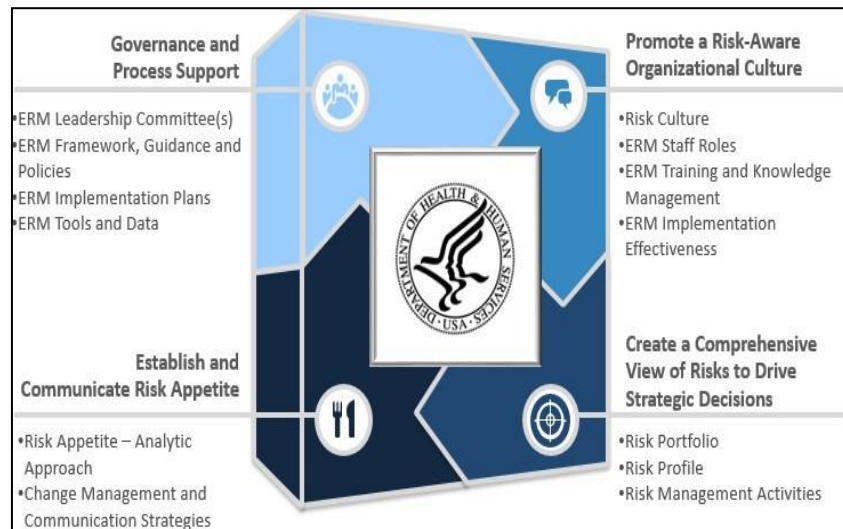 Governance and
Process Support
•ERM Leadership Committee(s)
•ERM Framework, Guidance and
Policies
•ERM Implementation Plans
•ERM Tools and Data
Promote a Risk-Aware
Organizational Culture
•Risk Culture
•ERM Staff Roles
•ERM Training and Knowledge
Management
•ERM Implementation
Effectiveness
DEPARTMENT OF HEALTH & HUMAN SERVICES · USA
Establish and
Communicate Risk Appetite
•Risk Appetite – Analytic
Approach
•Change Management and
Communication Strategies
Create a Comprehensive
View of Risks to Drive
Strategic Decisions
•Risk Portfolio
•Risk Profile
•Risk Management Activities